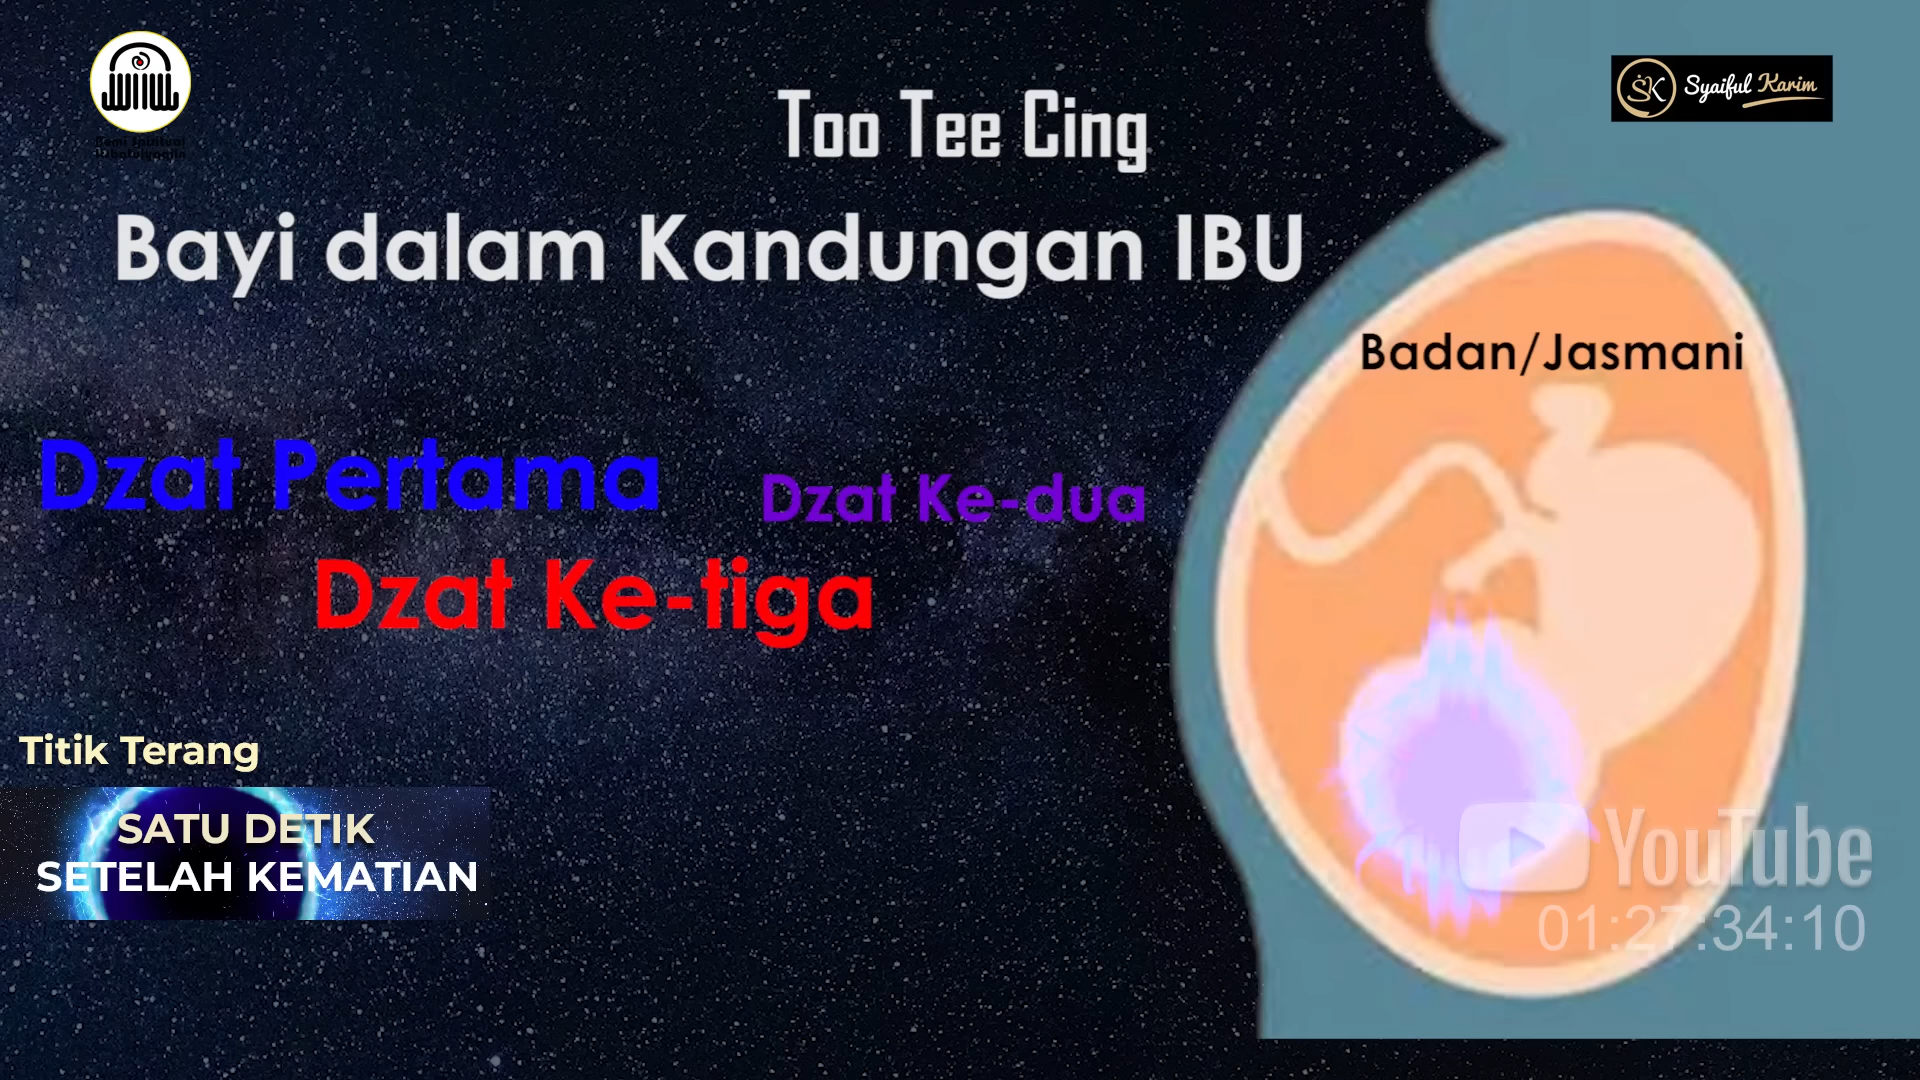 Syaiful Karim
Too Tee Cing
Bayi dalam Kandungan IBU
Badan/Jasmani
Dzat Pertama
Dzat Ke-dua
Dzat Ke-tiga
Titik Terang
SATU DETIK
SETELAH KEMATIAN
YouTube
01:27:34:10